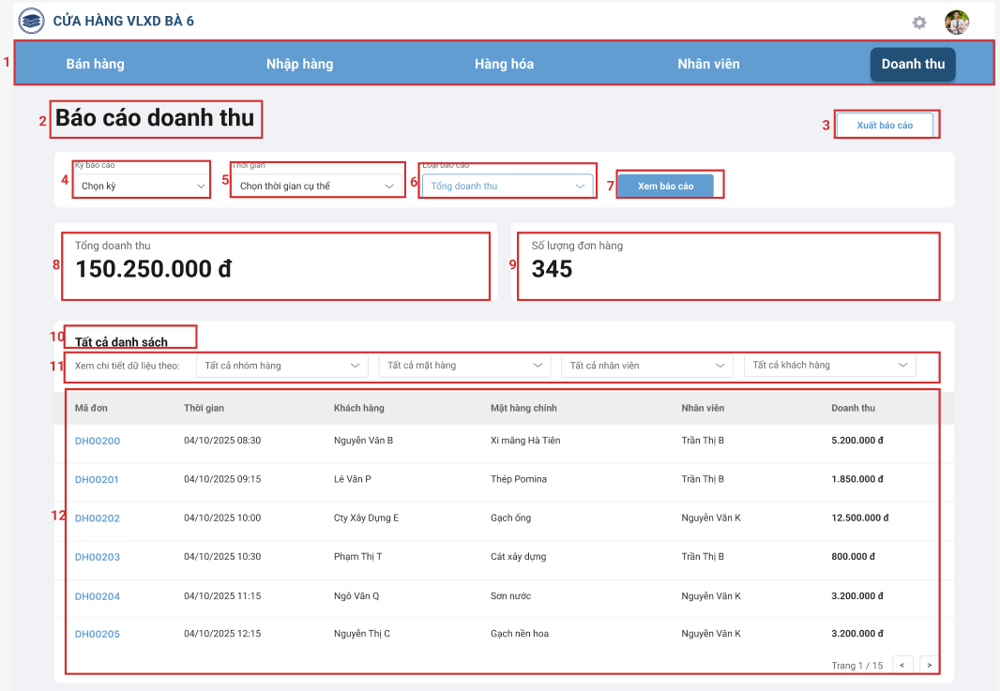 CỬA HÀNG VLXD BÀ 6
1
Bán hàng Nhập hàng Hàng hóa Nhân viên Doanh thu
2 Báo cáo doanh thu
3 Xuất báo cáo
Kỳ báo cáo Thời gian Loại báo cáo
4 Chọn kỳ 5 Chọn thời gian cụ thể 6 Tổng doanh thu 7 Xem báo cáo
Tổng doanh thu Số lượng đơn hàng
8 150.250.000 đ 9 345
10 Tất cả danh sách
11 Xem chi tiết dữ liệu theo: Tất cả nhóm hàng Tất cả mặt hàng Tất cả nhân viên Tất cả khách hàng
Mã đơn Thời gian Khách hàng Mặt hàng chính Nhân viên Doanh thu
DH00200 04/10/2025 08:30 Nguyễn Văn B Xi măng Hà Tiên Trần Thị B 5.200.000 đ
DH00201 04/10/2025 09:15 Lê Văn P Thép Pomina Trần Thị B 1.850.000 đ
12 DH00202 04/10/2025 10:00 Cty Xây Dựng E Gạch ống Nguyễn Văn K 12.500.000 đ
DH00203 04/10/2025 10:30 Phạm Thị T Cát xây dựng Trần Thị B 800.000 đ
DH00204 04/10/2025 11:15 Ngô Văn Q Sơn nước Nguyễn Văn K 3.200.000 đ
DH00205 04/10/2025 12:15 Nguyễn Thị C Gạch nền hoa Nguyễn Văn K 3.200.000 đ
Trang 1 / 15 < >